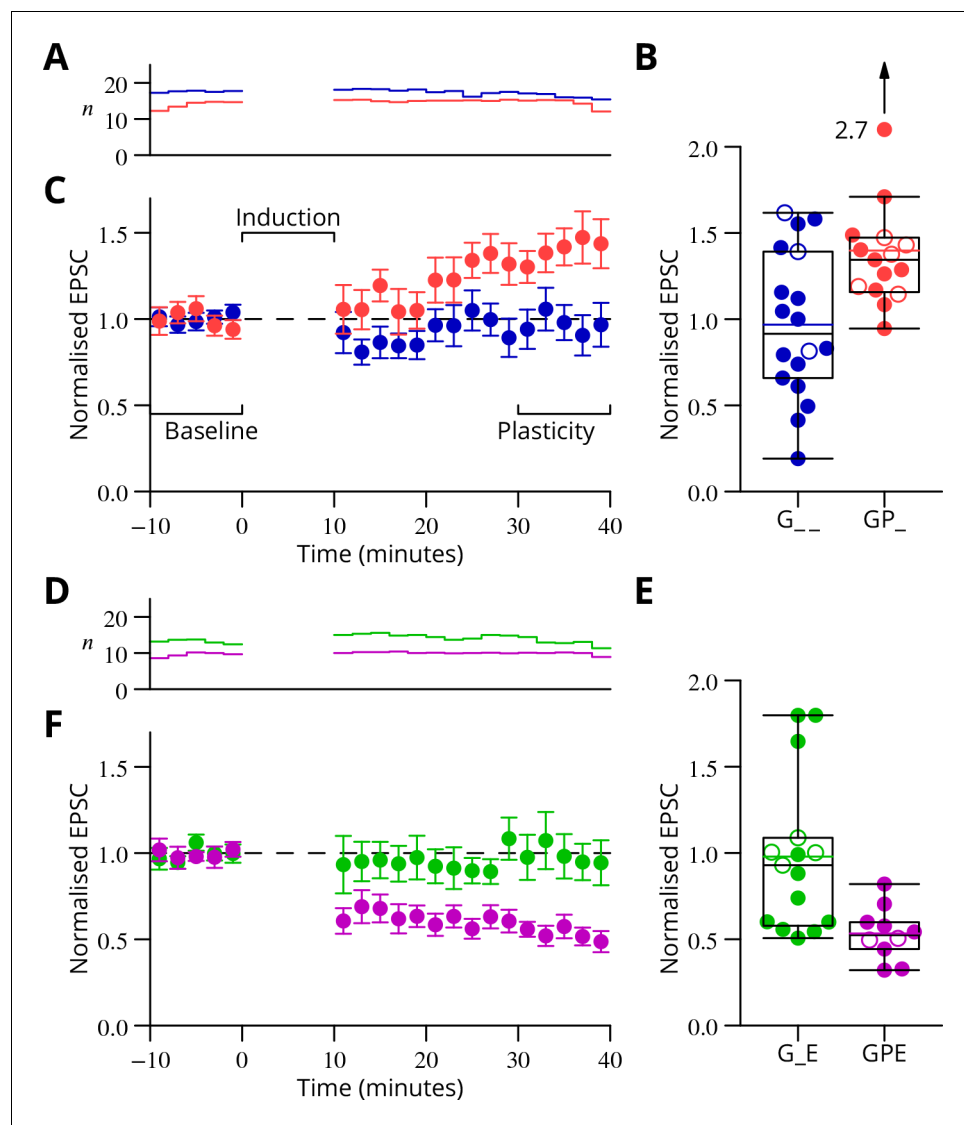 A
20
n
10
0
B
2.7
2.0
1.5
1.0
0.5
0.0
Normalised EPSC
G_ _
GP_
C
Induction
1.5
1.0
0.5
0.0
Normalised EPSC
Baseline
Plasticity
−10
0
10
20
30
40
Time (minutes)
D
20
n
10
0
E
2.0
1.5
1.0
0.5
0.0
Normalised EPSC
G_E
GPE
F
1.5
1.0
0.5
0.0
Normalised EPSC
−10
0
10
20
30
40
Time (minutes)